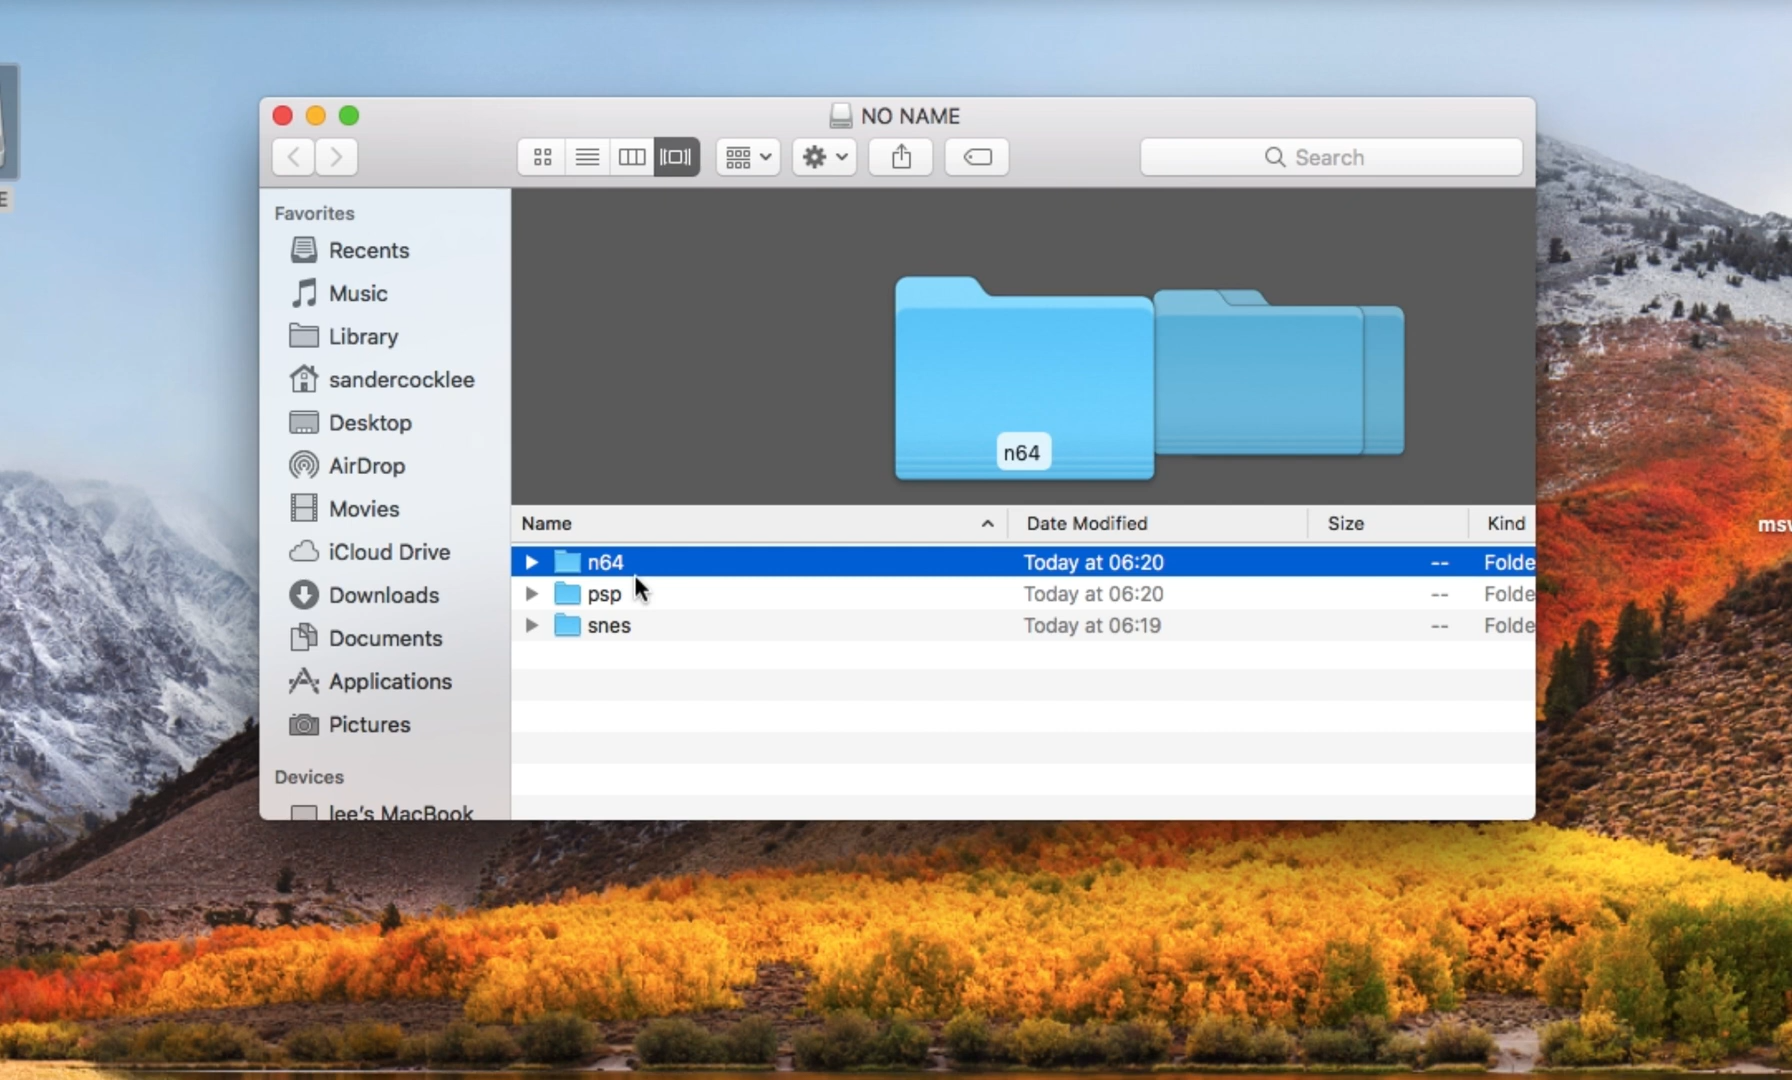 NO NAME
Search
E
Favorites
Recents
Music
Library
sandercocklee
Desktop
AirDrop
Movies
iCloud Drive
Downloads
Documents
Applications
Pictures
Devices
lee's MacBook
n64
Name Date Modified Size Kind
n64 Today at 06:20 -- Folde
psp Today at 06:20 -- Folde
snes Today at 06:19 -- Folde